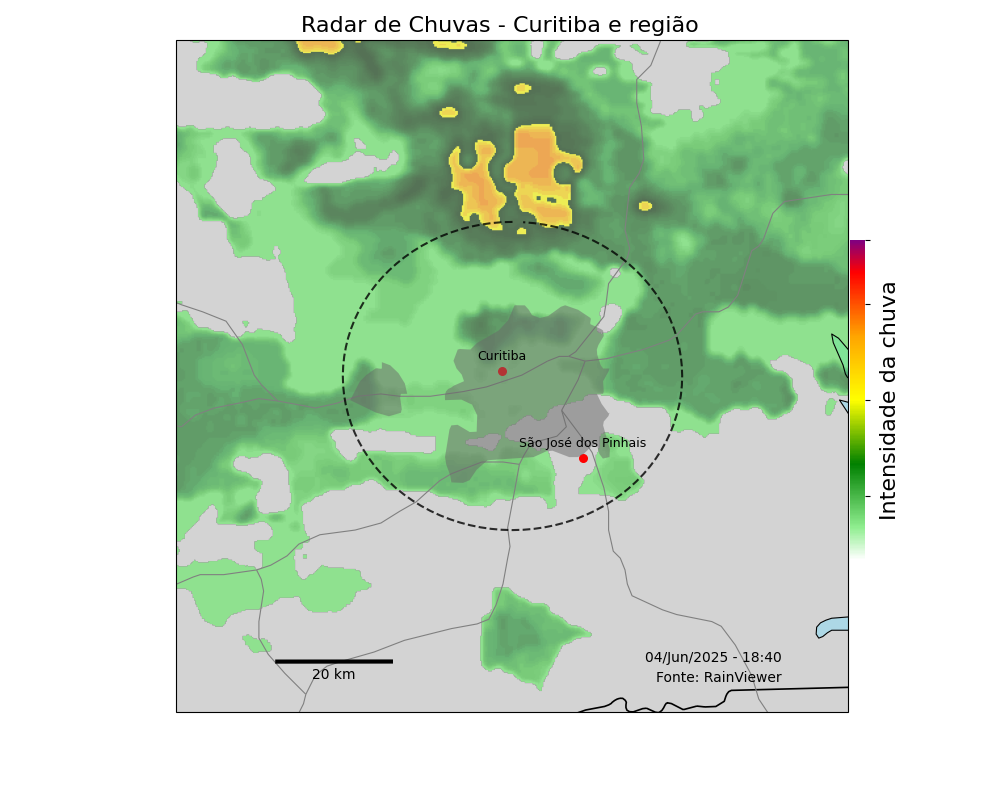 Radar de Chuvas - Curitiba e região
Curitiba
São José dos Pinhais
Intensidade da chuva
04/Jun/2025 - 18:40
Fonte: RainViewer
20 km